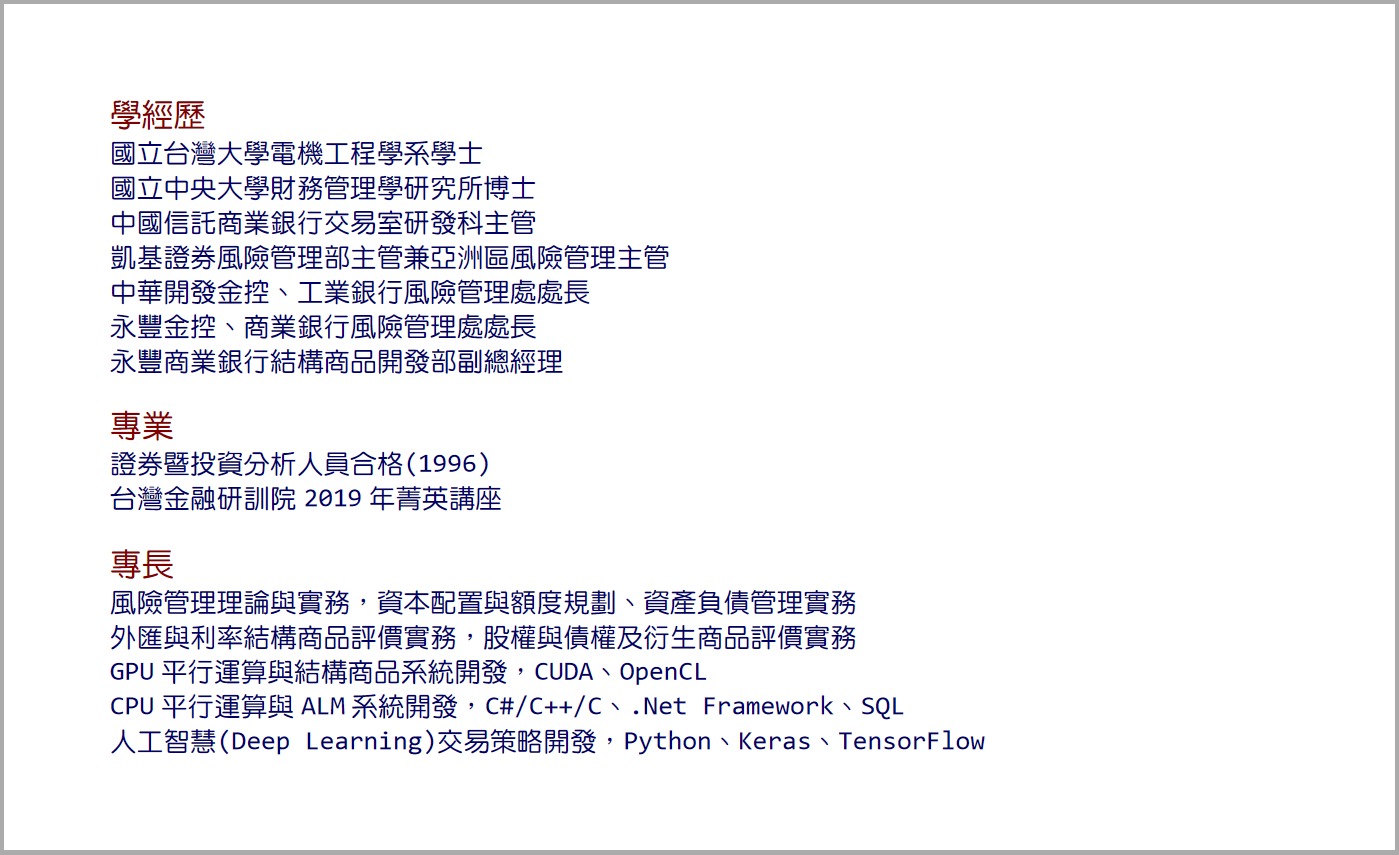 學經歷
國立台灣大學電機工程學系學士
國立中央大學財務管理學研究所博士
中國信託商業銀行交易室研發科主管
凱基證券風險管理部主管兼亞洲區風險管理主管
中華開發金控、工業銀行風險管理處處長
永豐金控、商業銀行風險管理處處長
永豐商業銀行結構商品開發部副總經理
專業
證券暨投資分析人員合格(1996)
台灣金融研訓院 2019 年菁英講座
專長
風險管理理論與實務，資本配置與額度規劃、資產負債管理實務
外匯與利率結構商品評價實務，股權與債權及衍生商品評價實務
GPU 平行運算與結構商品系統開發，CUDA、OpenCL
CPU 平行運算與 ALM 系統開發，C#/C++/C、.Net Framework、SQL
人工智慧(Deep Learning)交易策略開發，Python、Keras、TensorFlow